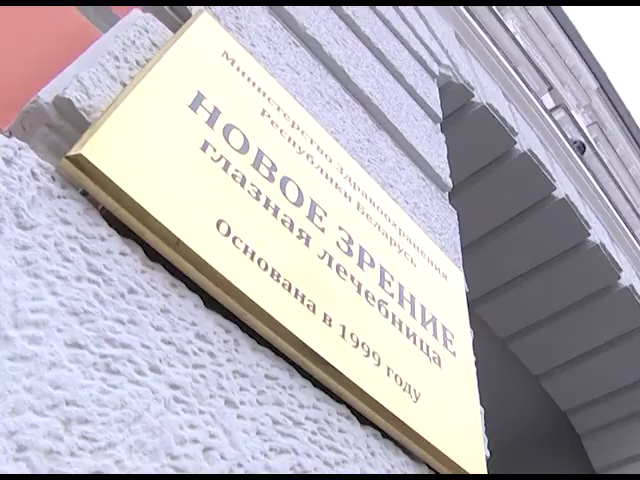 Министерство Здравоохранения
Республики Беларусь
НОВОЕ ЗРЕНИЕ
глазная лечебница
Основана в 1999 году